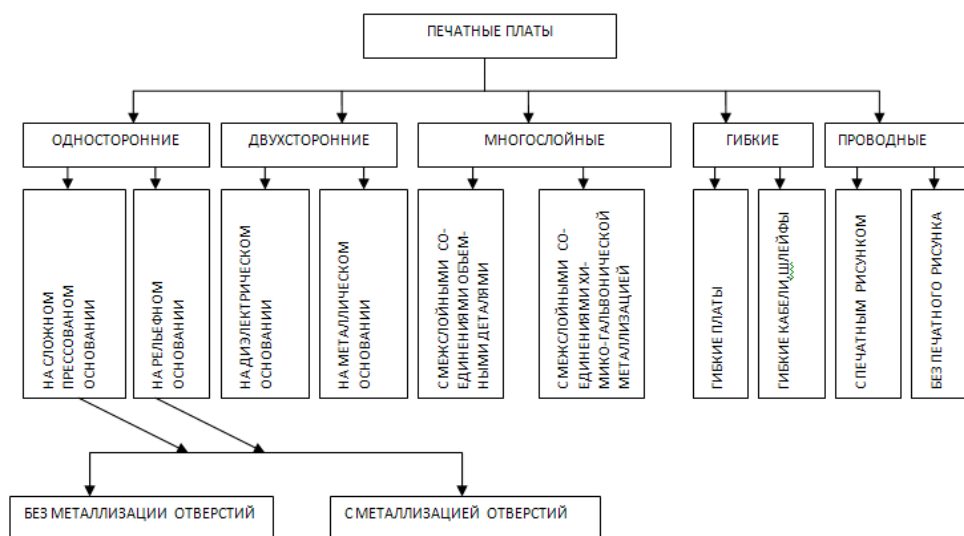 ПЕЧАТНЫЕ ПЛАТЫ
ОДНОСТОРОННИЕ
ДВУХСТОРОННИЕ
МНОГОСЛОЙНЫЕ
ГИБКИЕ
ПРОВОДНЫЕ
НА СЛОЖНОМ
ПРЕССОВАНОМ
ОСНОВАНИИ
НА РЕЛЬЕФНОМ
ОСНОВАНИИ
НА ДИЭЛЕКТРИЧЕСКОМ
ОСНОВАНИИ
НА МЕТАЛЛИЧЕСКОМ
ОСНОВАНИИ
С МЕЖСЛОЙНЫМИ СО-
ЕДИНЕНИЯМИ ОБЪЕМ-
НЫМИ ДЕТАЛЯМИ
С МЕЖСЛОЙНЫМИ СО-
ЕДИНЕНИЯМИ ХИ-
МИКО-ГАЛЬВОНИЧЕСКОЙ
МЕТАЛЛИЗАЦИЕЙ
ГИБКИЕ ПЛАТЫ
ГИБКИЕ КАБЕЛИ,ШЛЕЙФЫ
С ПЕЧАТНЫМ РИСУНКОМ
БЕЗ ПЕЧАТНОГО РИСУНКА
БЕЗ МЕТАЛЛИЗАЦИИ ОТВЕРСТИЙ
С МЕТАЛЛИЗАЦИЕЙ ОТВЕРСТИЙ